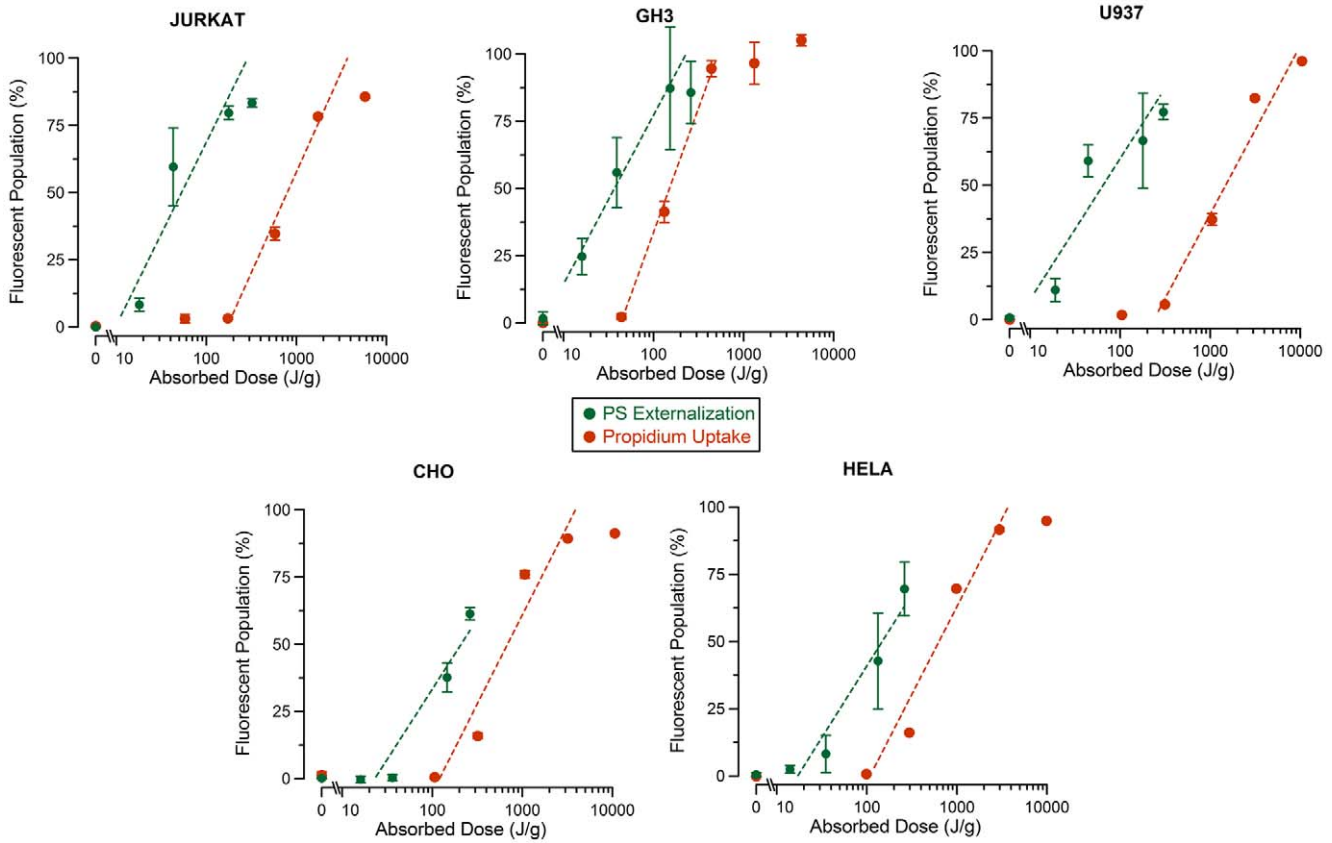 JURKAT
GH3
U937
Fluorescent Population (%)
100
75
50
25
0
0 10 100 1000 10000
Absorbed Dose (J/g)
Fluorescent Population (%)
100
75
50
25
0
0 10 100 1000 10000
Absorbed Dose (J/g)
Fluorescent Population (%)
100
75
50
25
0
0 10 100 1000 10000
Absorbed Dose (J/g)
PS Externalization
Propidium Uptake
CHO
HELA
Fluorescent Population (%)
100
75
50
25
0
0 10 100 1000 10000
Absorbed Dose (J/g)
Fluorescent Population (%)
100
75
50
25
0
0 10 100 1000 10000
Absorbed Dose (J/g)